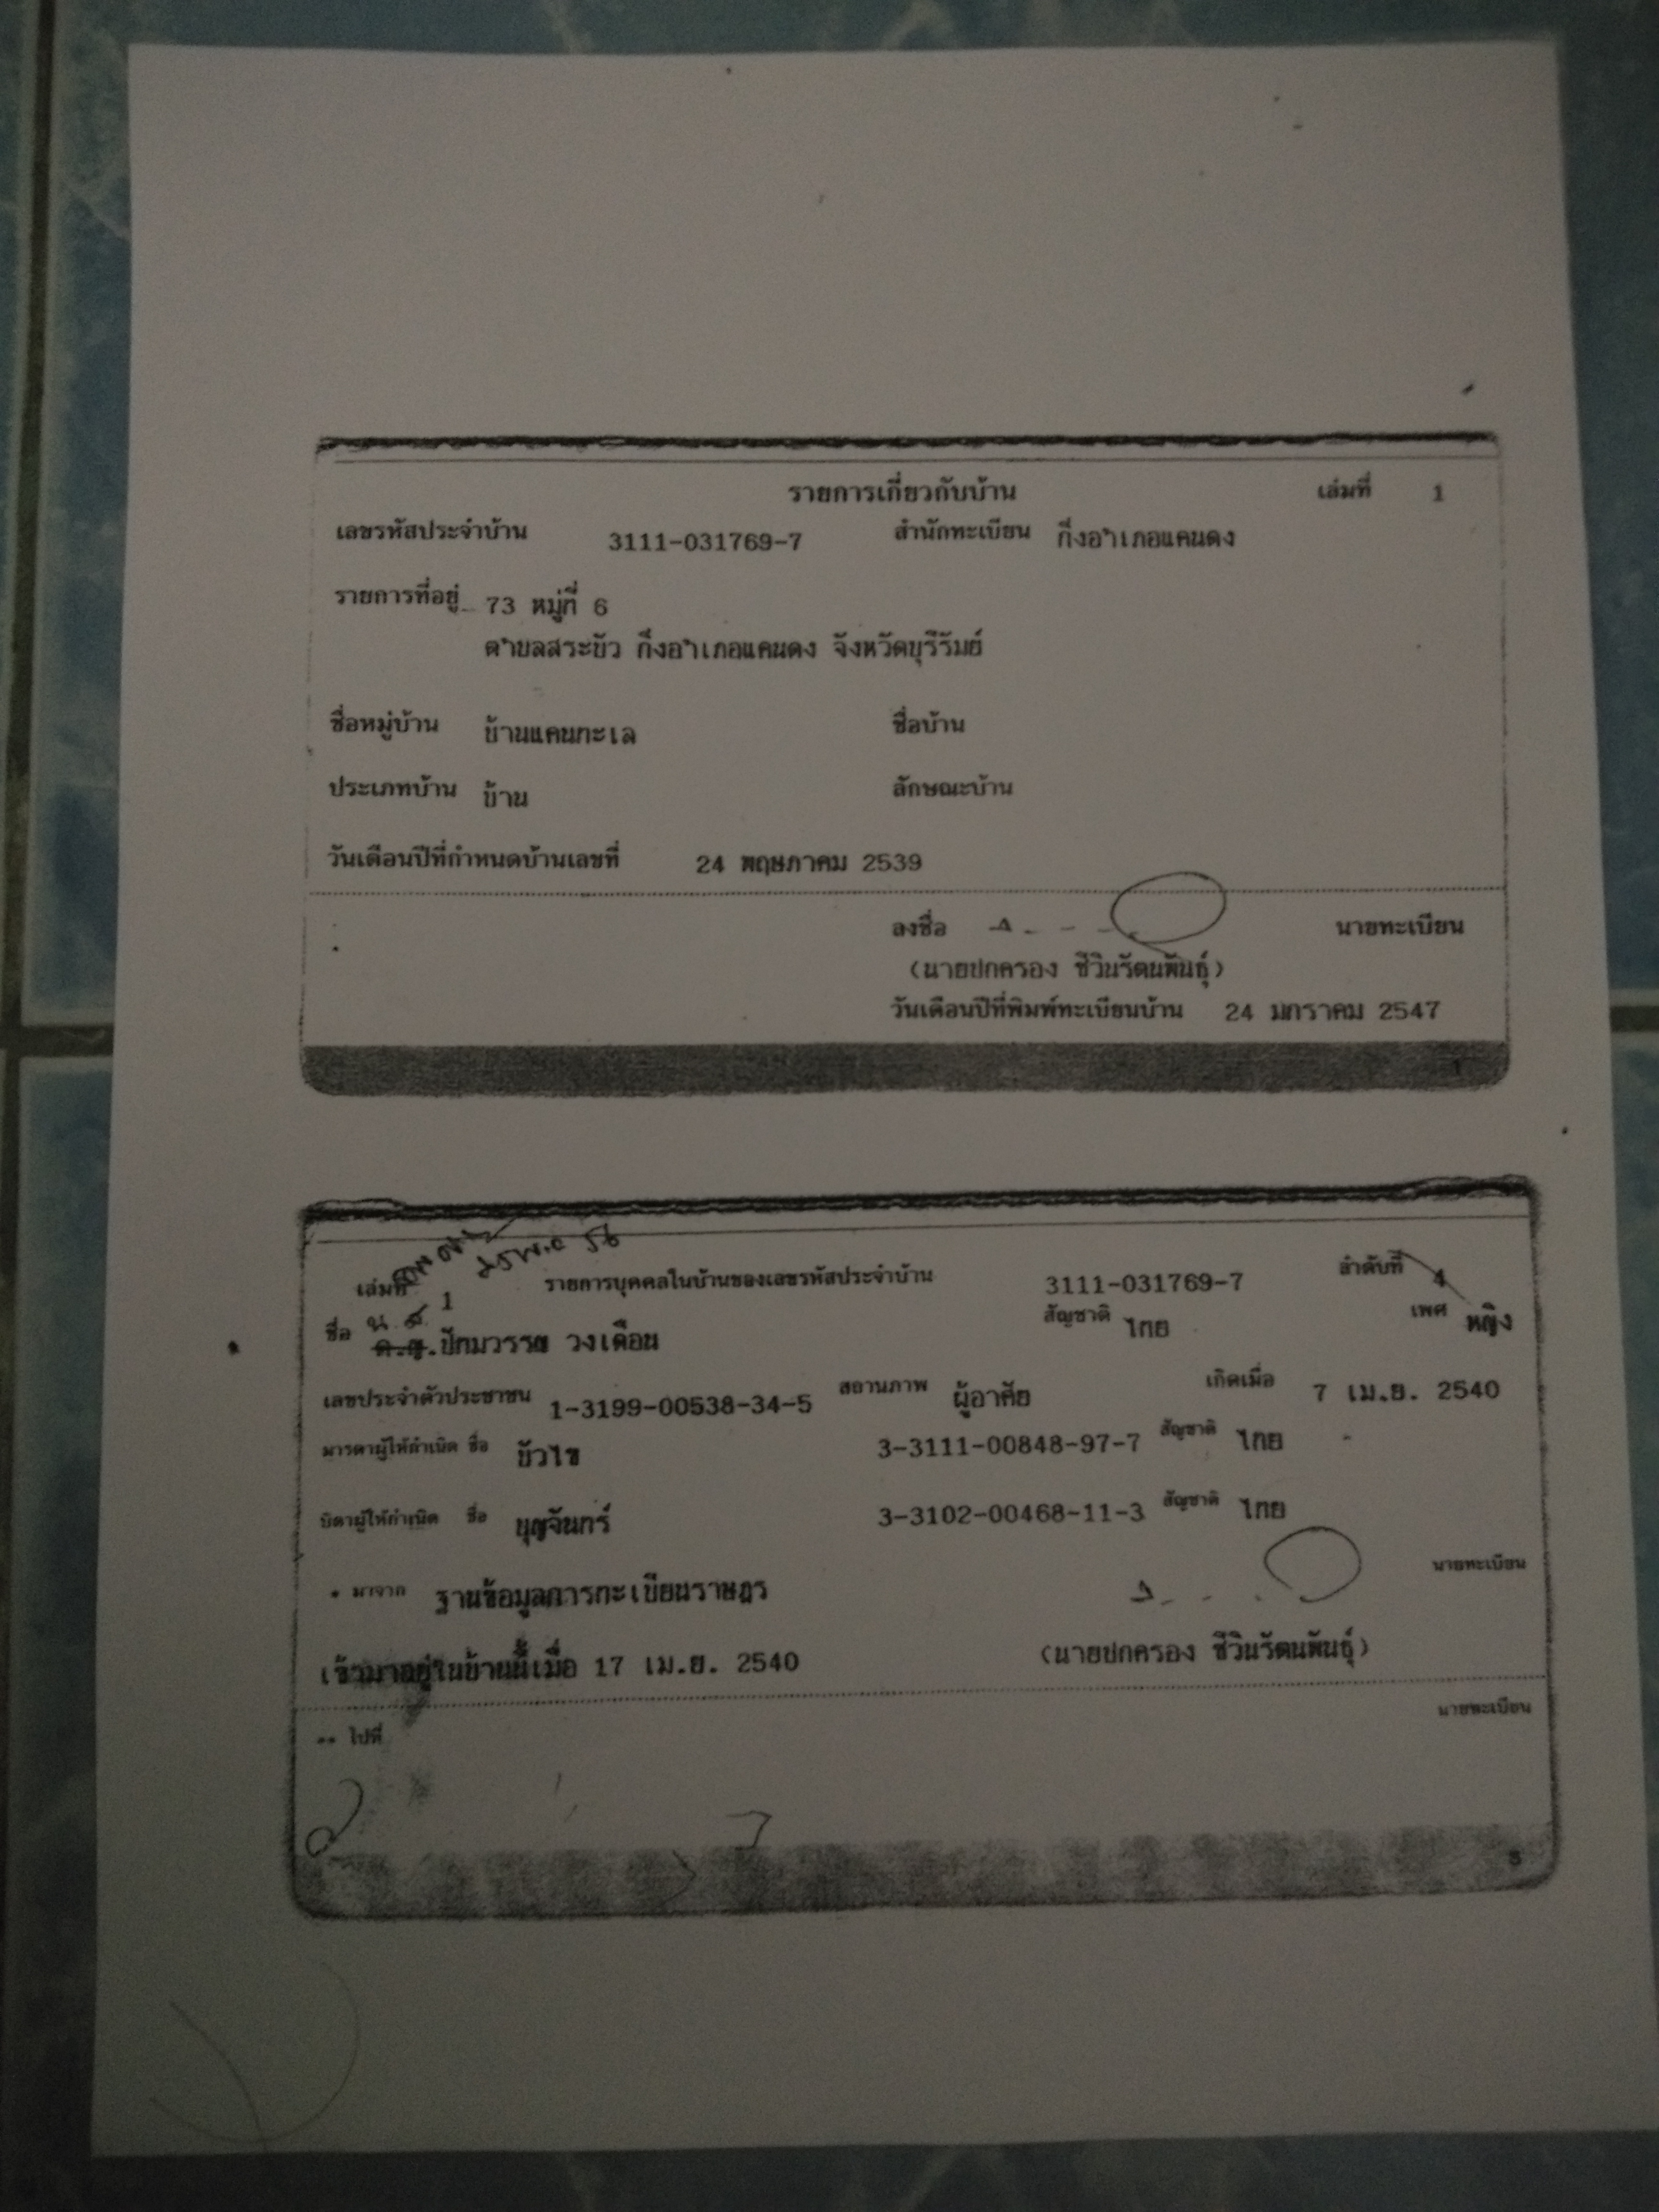 รายการเกี่ยวกับบ้าน เล่มที่ 1
เลขรหัสประจำบ้าน 3111-031769-7 สำนักทะเบียน กิ่งอำเภอแคนดง
รายการที่อยู่ 73 หมู่ที่ 6
ตำบลสระบัว กิ่งอำเภอแคนดง จังหวัดบุรีรัมย์
ชื่อหมู่บ้าน บ้านแคนทะเล ชื่อบ้าน
ประเภทบ้าน บ้าน ลักษณะบ้าน
วันเดือนปีที่กำหนดบ้านเลขที่ 24 พฤษภาคม 2539
ลงชื่อ นายทะเบียน
(นายปกครอง ชีวินรัตนพันธุ์)
วันเดือนปีที่พิมพ์ทะเบียนบ้าน 24 มกราคม 2547
1
เล่มที่ 1 รายการบุคคลในบ้านของเลขรหัสประจำบ้าน 3111-031769-7 ลำดับที่ 4
ชื่อ น.ส. ด.ญ.ปัทมวรรณ วงเดือน สัญชาติ ไทย เพศ หญิง
เลขประจำตัวประชาชน 1-3199-00538-34-5 สถานภาพ ผู้อาศัย เกิดเมื่อ 7 เม.ย. 2540
มารดาผู้ให้กำเนิด ชื่อ บัวไข 3-3111-00848-97-7 สัญชาติ ไทย
บิดาผู้ให้กำเนิด ชื่อ บุญจันทร์ 3-3102-00468-11-3 สัญชาติ ไทย
* มาจาก ฐานข้อมูลการทะเบียนราษฎร นายทะเบียน
เข้ามาอยู่ในบ้านนี้เมื่อ 17 เม.ย. 2540 (นายปกครอง ชีวินรัตนพันธุ์)
** ไปที่ นายทะเบียน